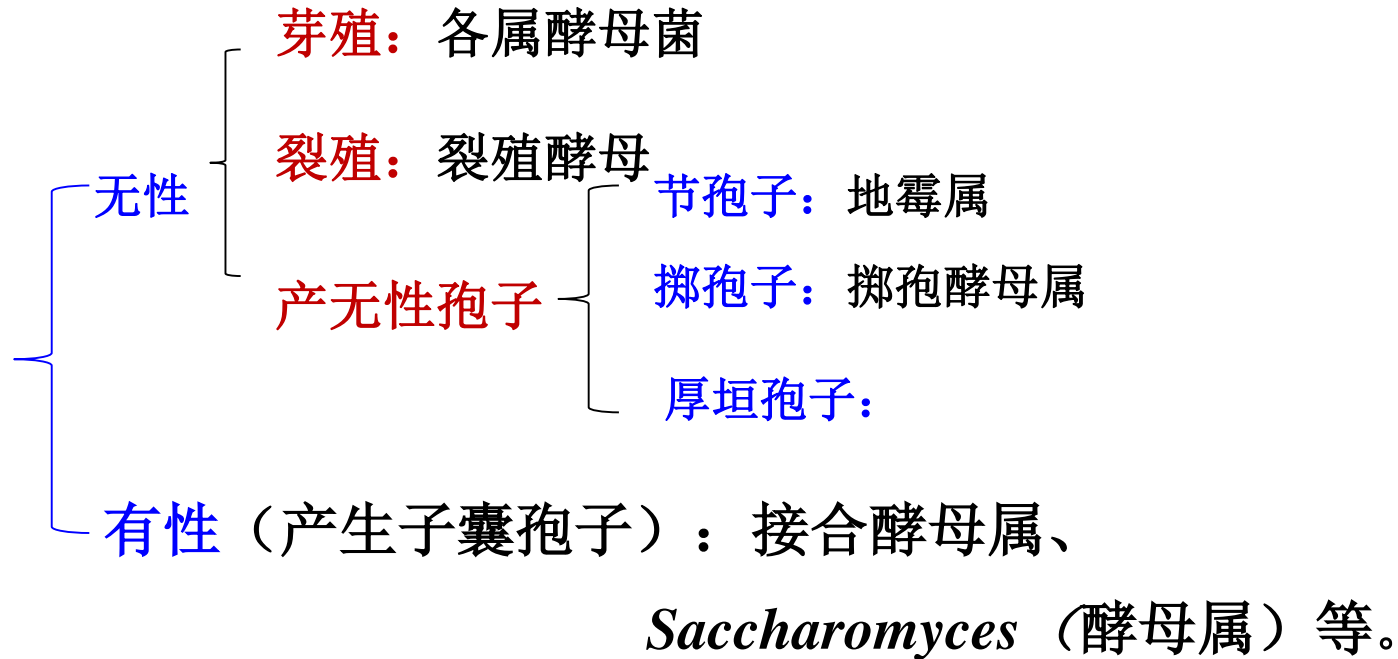 芽殖：各属酵母菌
裂殖：裂殖酵母
无性
节孢子：地霉属
掷孢子：掷孢酵母属
产无性孢子
厚垣孢子：
有性（产生子囊孢子）：接合酵母属、
Saccharomyces（酵母属）等。